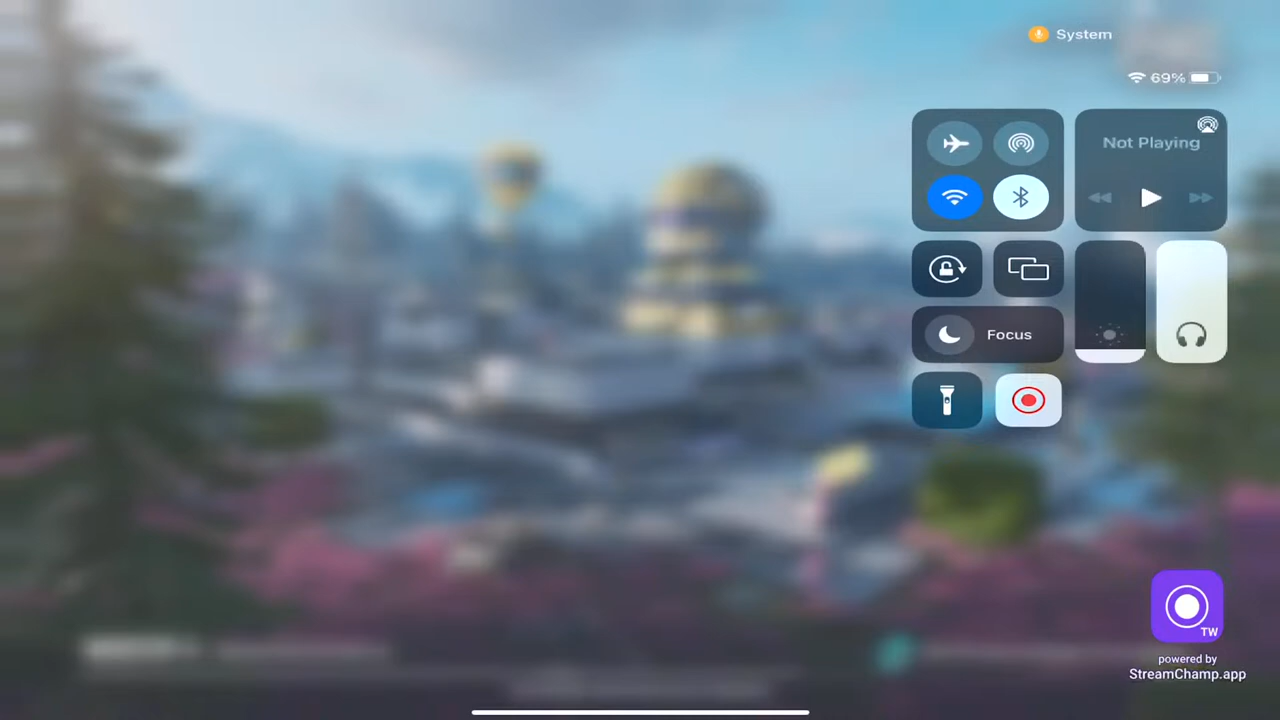 System
69%
Not Playing
Focus
TW
powered by
StreamChamp.app